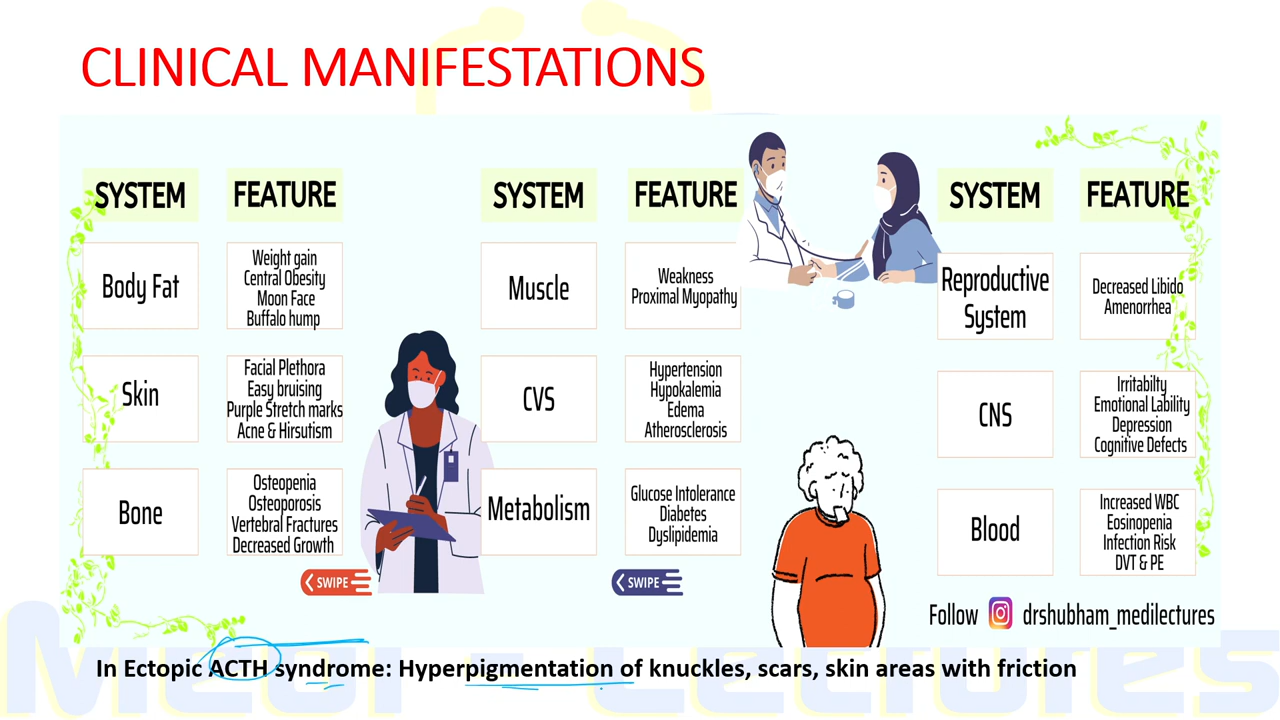 CLINICAL MANIFESTATIONS
SYSTEM
FEATURE
Body Fat
Weight gain
Central Obesity
Moon Face
Buffalo hump
Skin
Facial Plethora
Easy bruising
Purple Stretch marks
Acne & Hirsutism
Bone
Osteopenia
Osteoporosis
Vertebral Fractures
Decreased Growth
SWIPE
SYSTEM
FEATURE
Muscle
Weakness
Proximal Myopathy
CVS
Hypertension
Hypokalemia
Edema
Atherosclerosis
Metabolism
Glucose Intolerance
Diabetes
Dyslipidemia
SWIPE
SYSTEM
FEATURE
Reproductive
System
Decreased Libido
Amenorrhea
CNS
Irritabilty
Emotional Lability
Depression
Cognitive Defects
Blood
Increased WBC
Eosinopenia
Infection Risk
DVT & PE
Follow drshubham_medilectures
In Ectopic ACTH syndrome: Hyperpigmentation of knuckles, scars, skin areas with friction
Medi - Lectures